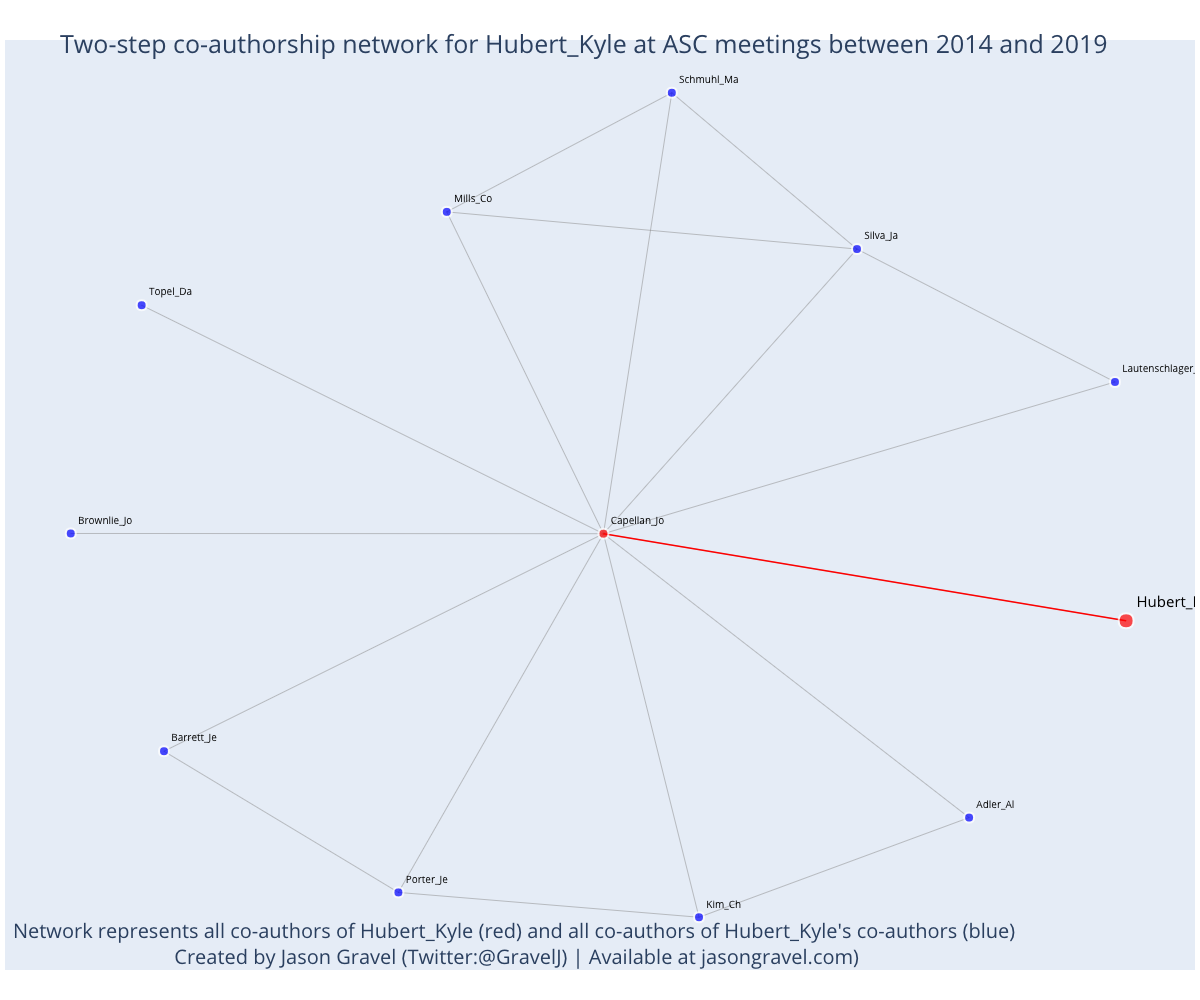 Two-step co-authorship network for Hubert_Kyle at ASC meetings between 2014 and 2019
Schmuhl_Ma
Mills_Co
Silva_Ja
Topel_Da
Lautenschlager_
Brownlie_Jo
Capellan_Jo
Hubert_
Barrett_Je
Adler_Al
Porter_Je
Kim_Ch
Network represents all co-authors of Hubert_Kyle (red) and all co-authors of Hubert_Kyle's co-authors (blue)
Created by Jason Gravel (Twitter:@GravelJ) | Available at jasongravel.com)